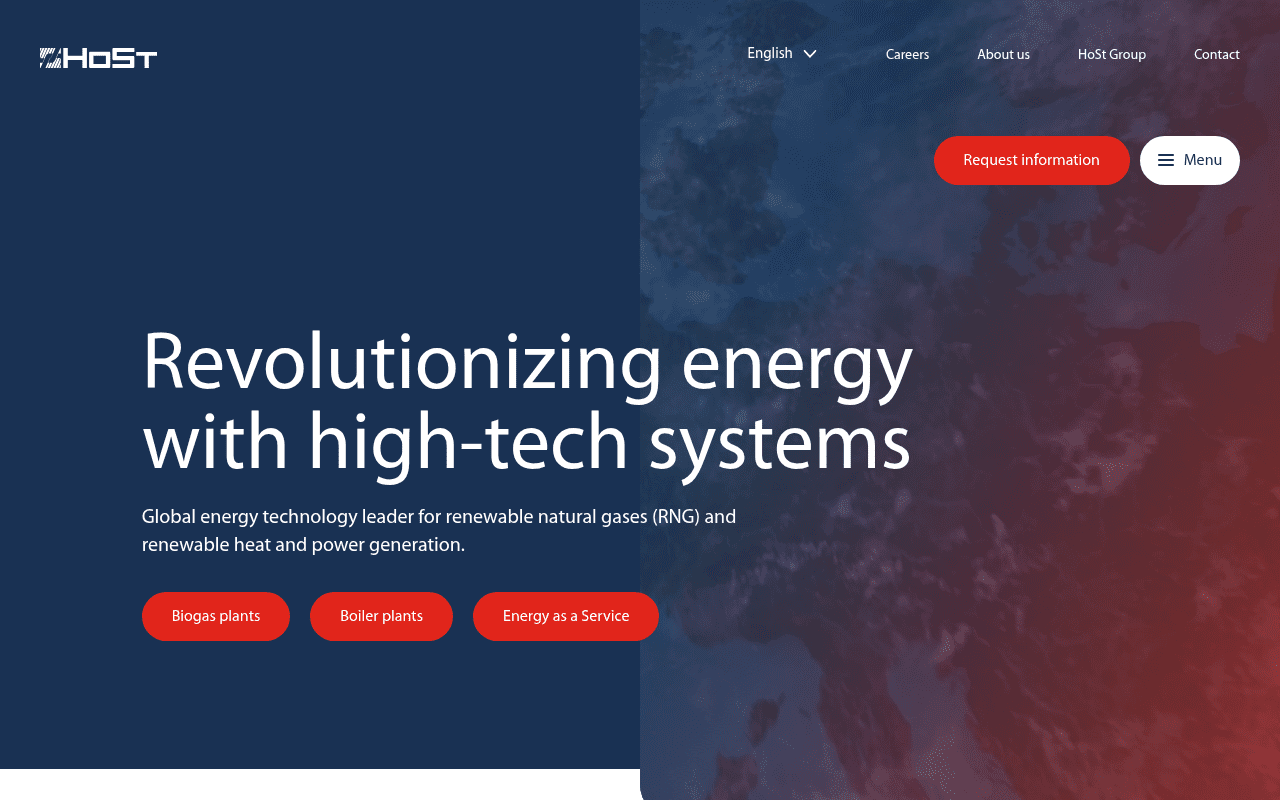 HoSt
English
Careers
About us
HoSt Group
Contact
Request information
Menu
Revolutionizing energy
with high-tech systems
Global energy technology leader for renewable natural gases (RNG) and
renewable heat and power generation.
Biogas plants
Boiler plants
Energy as a Service